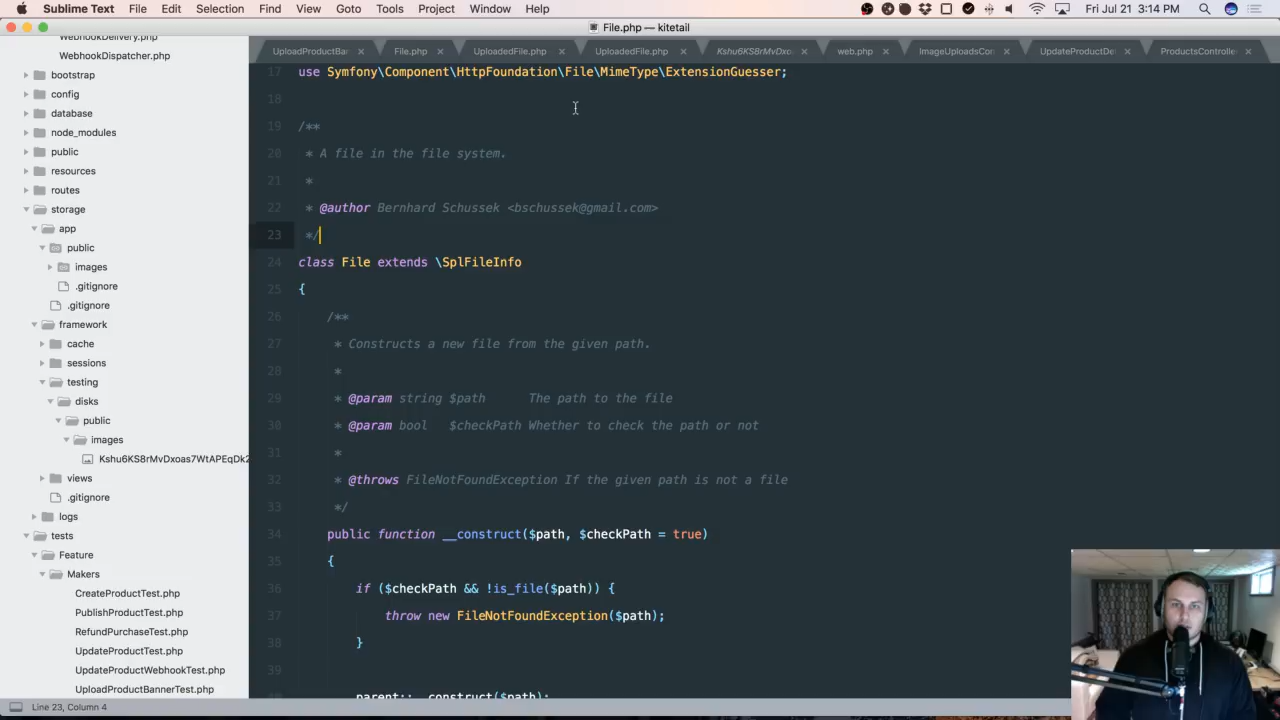 Sublime Text File Edit Selection Find View Goto Tools Project Window Help Fri Jul 21 3:14 PM
File.php — kitetail
UploadProductBar File.php UploadedFile.php UploadedFile.php Kshu6KS8rMvDxo web.php ImageUploadsCon UpdateProductDe ProductsControlle
WebhookDelivery.php
WebhookDispatcher.php
bootstrap
config
database
node_modules
public
resources
routes
storage
app
public
images
.gitignore
.gitignore
framework
cache
sessions
testing
disks
public
images
Kshu6KS8rMvDxoas7WtAPEqDk2
views
.gitignore
logs
tests
Feature
Makers
CreateProductTest.php
PublishProductTest.php
RefundPurchaseTest.php
UpdateProductTest.php
UpdateProductWebhookTest.php
UploadProductBannerTest.php
17 use Symfony\Component\HttpFoundation\File\MimeType\ExtensionGuesser;
18
19 /**
20 * A file in the file system.
21 *
22 * @author Bernhard Schussek <bschussek@gmail.com>
23 */
24 class File extends \SplFileInfo
25 {
26 /**
27 * Constructs a new file from the given path.
28 *
29 * @param string $path The path to the file
30 * @param bool $checkPath Whether to check the path or not
31 *
32 * @throws FileNotFoundException If the given path is not a file
33 */
34 public function __construct($path, $checkPath = true)
35 {
36 if ($checkPath && !is_file($path)) {
37 throw new FileNotFoundException($path);
38 }
39
40 parent::__construct($path);
Line 23, Column 4